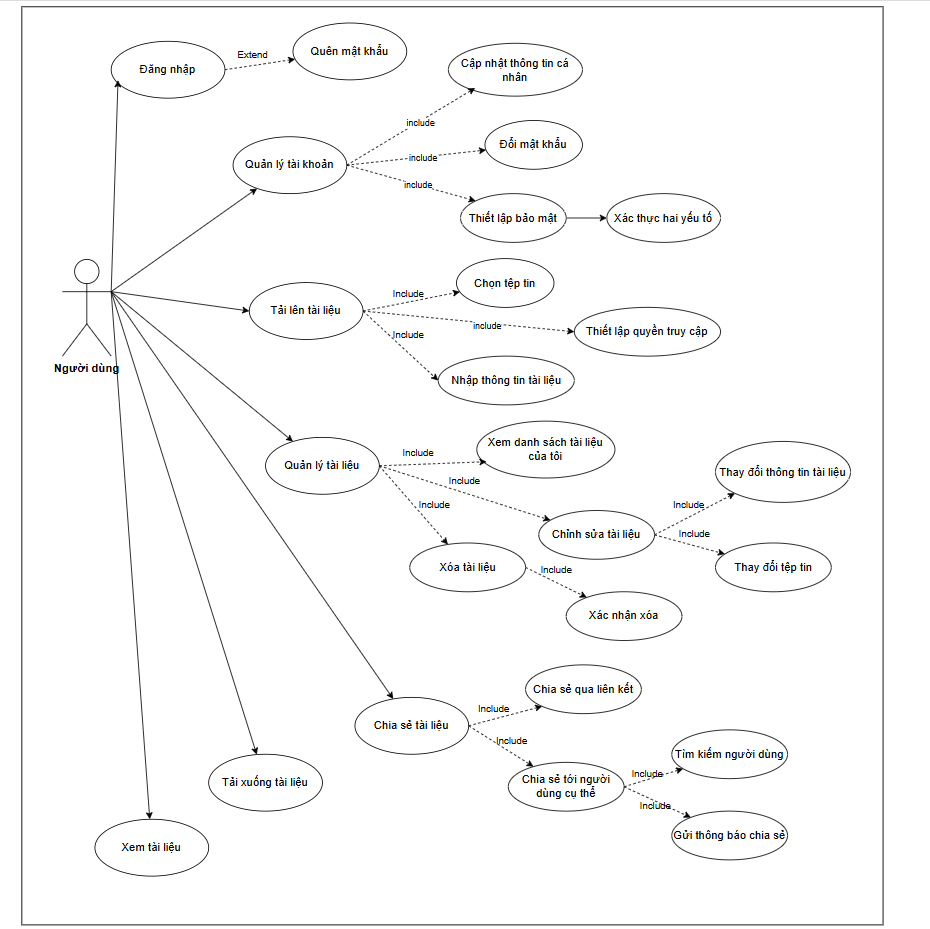 Đăng nhập
Extend
Quên mật khẩu
Quản lý tài khoản
include
Cập nhật thông tin cá
nhân
include
Đổi mật khẩu
include
Thiết lập bảo mật
Xác thực hai yếu tố
Người dùng
Tải lên tài liệu
Include
Chọn tệp tin
include
Thiết lập quyền truy cập
Include
Nhập thông tin tài liệu
Quản lý tài liệu
Include
Xem danh sách tài liệu
của tôi
Include
Chỉnh sửa tài liệu
Include
Thay đổi thông tin tài liệu
Include
Thay đổi tệp tin
Include
Xóa tài liệu
Include
Xác nhận xóa
Chia sẻ tài liệu
Include
Chia sẻ qua liên kết
Include
Chia sẻ tới người
dùng cụ thể
Include
Tìm kiếm người dùng
Include
Gửi thông báo chia sẻ
Tải xuống tài liệu
Xem tài liệu